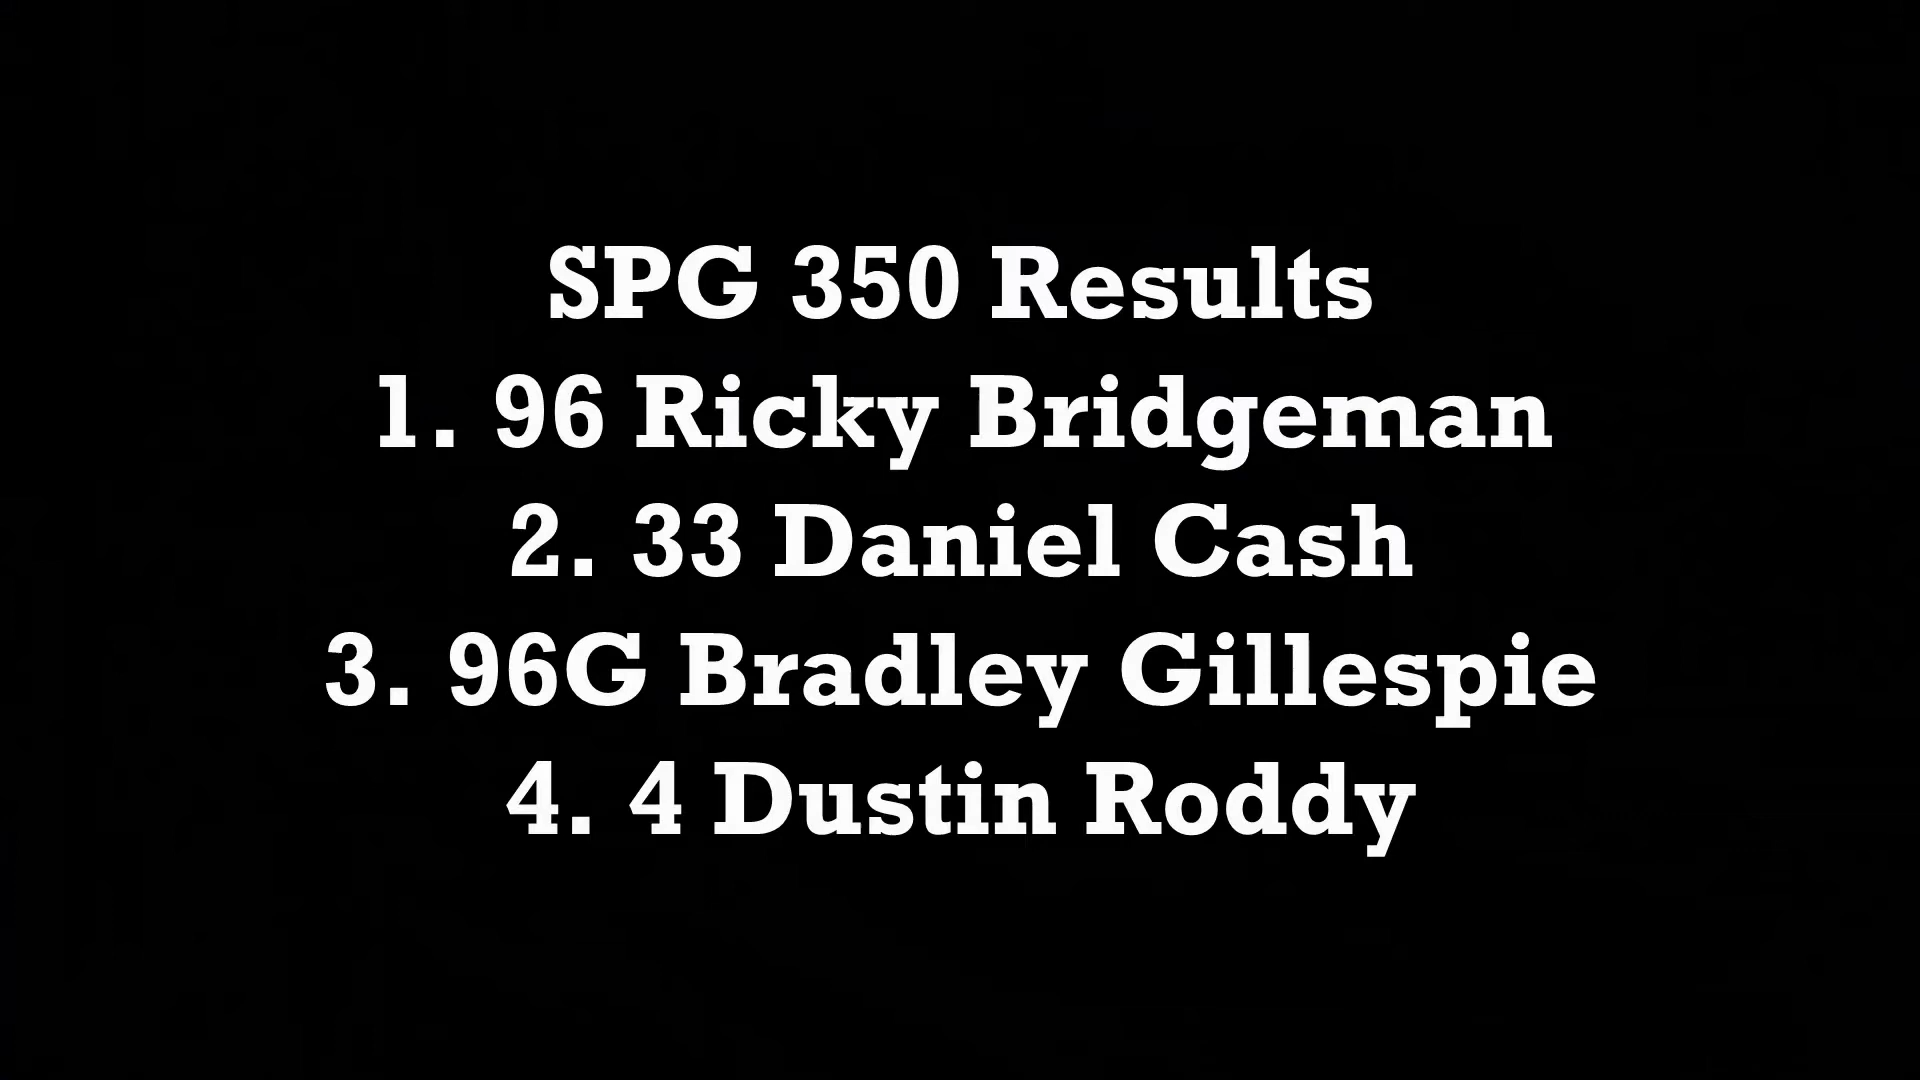 SPG 350 Results
1. 96 Ricky Bridgeman
2. 33 Daniel Cash
3. 96G Bradley Gillespie
4. 4 Dustin Roddy